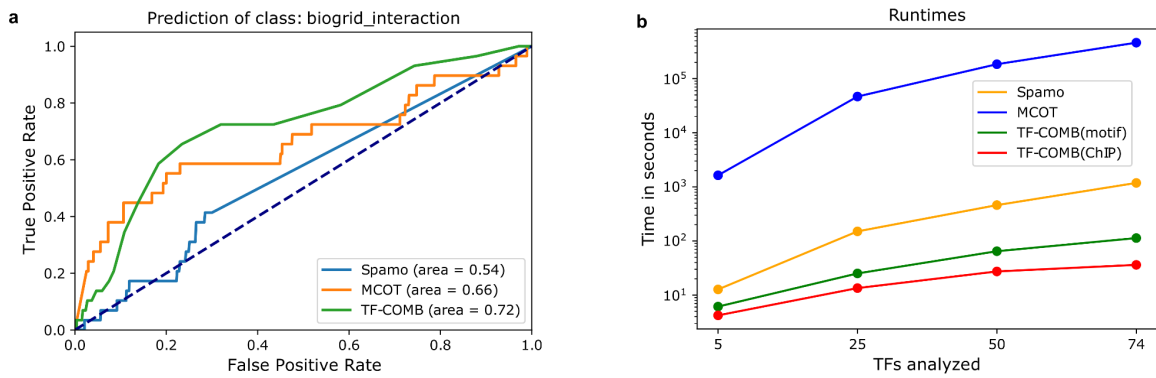 a
Prediction of class: biogrid_interaction
True Positive Rate
1.0
0.8
0.6
0.4
0.2
0.0
0.0
0.2
0.4
0.6
0.8
1.0
False Positive Rate
Spamo (area = 0.54)
MCOT (area = 0.66)
TF-COMB (area = 0.72)
b
Runtimes
Time in seconds
10^5
10^4
10^3
10^2
10^1
5
25
50
74
TFs analyzed
Spamo
MCOT
TF-COMB(motif)
TF-COMB(ChIP)